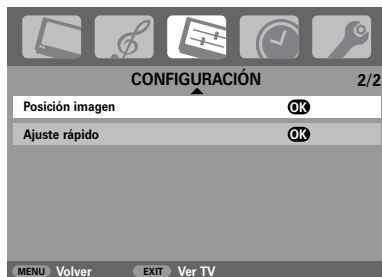 CONFIGURACIÓN 2/2
Posición imagen OK
Ajuste rápido OK
MENU Volver EXIT Ver TV